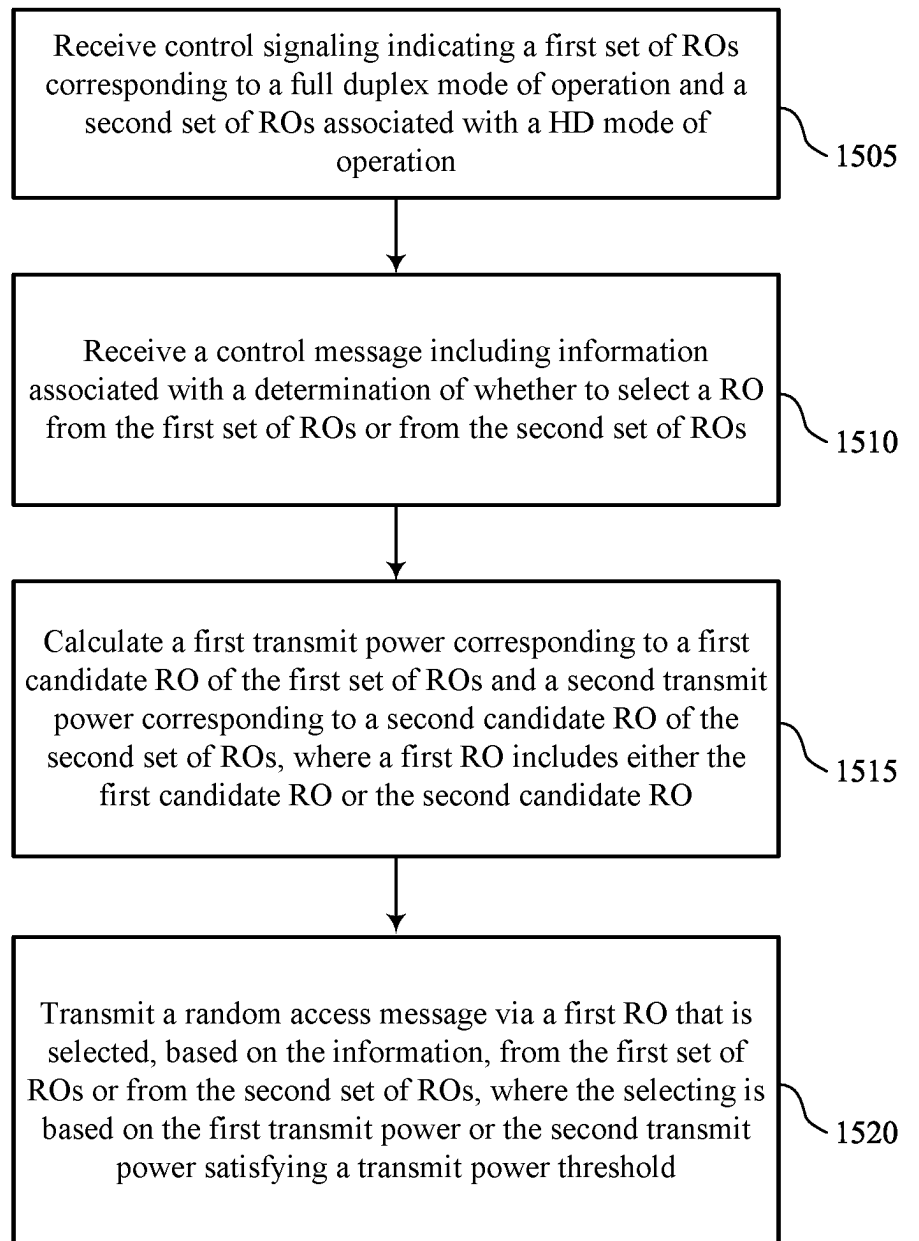 Receive control signaling indicating a first set of ROs
corresponding to a full duplex mode of operation and a
second set of ROs associated with a HD mode of
operation
1505
Receive a control message including information
associated with a determination of whether to select a RO
from the first set of ROs or from the second set of ROs
1510
Calculate a first transmit power corresponding to a first
candidate RO of the first set of ROs and a second transmit
power corresponding to a second candidate RO of the
second set of ROs, where a first RO includes either the
first candidate RO or the second candidate RO
1515
Transmit a random access message via a first RO that is
selected, based on the information, from the first set of
ROs or from the second set of ROs, where the selecting is
based on the first transmit power or the second transmit
power satisfying a transmit power threshold
1520